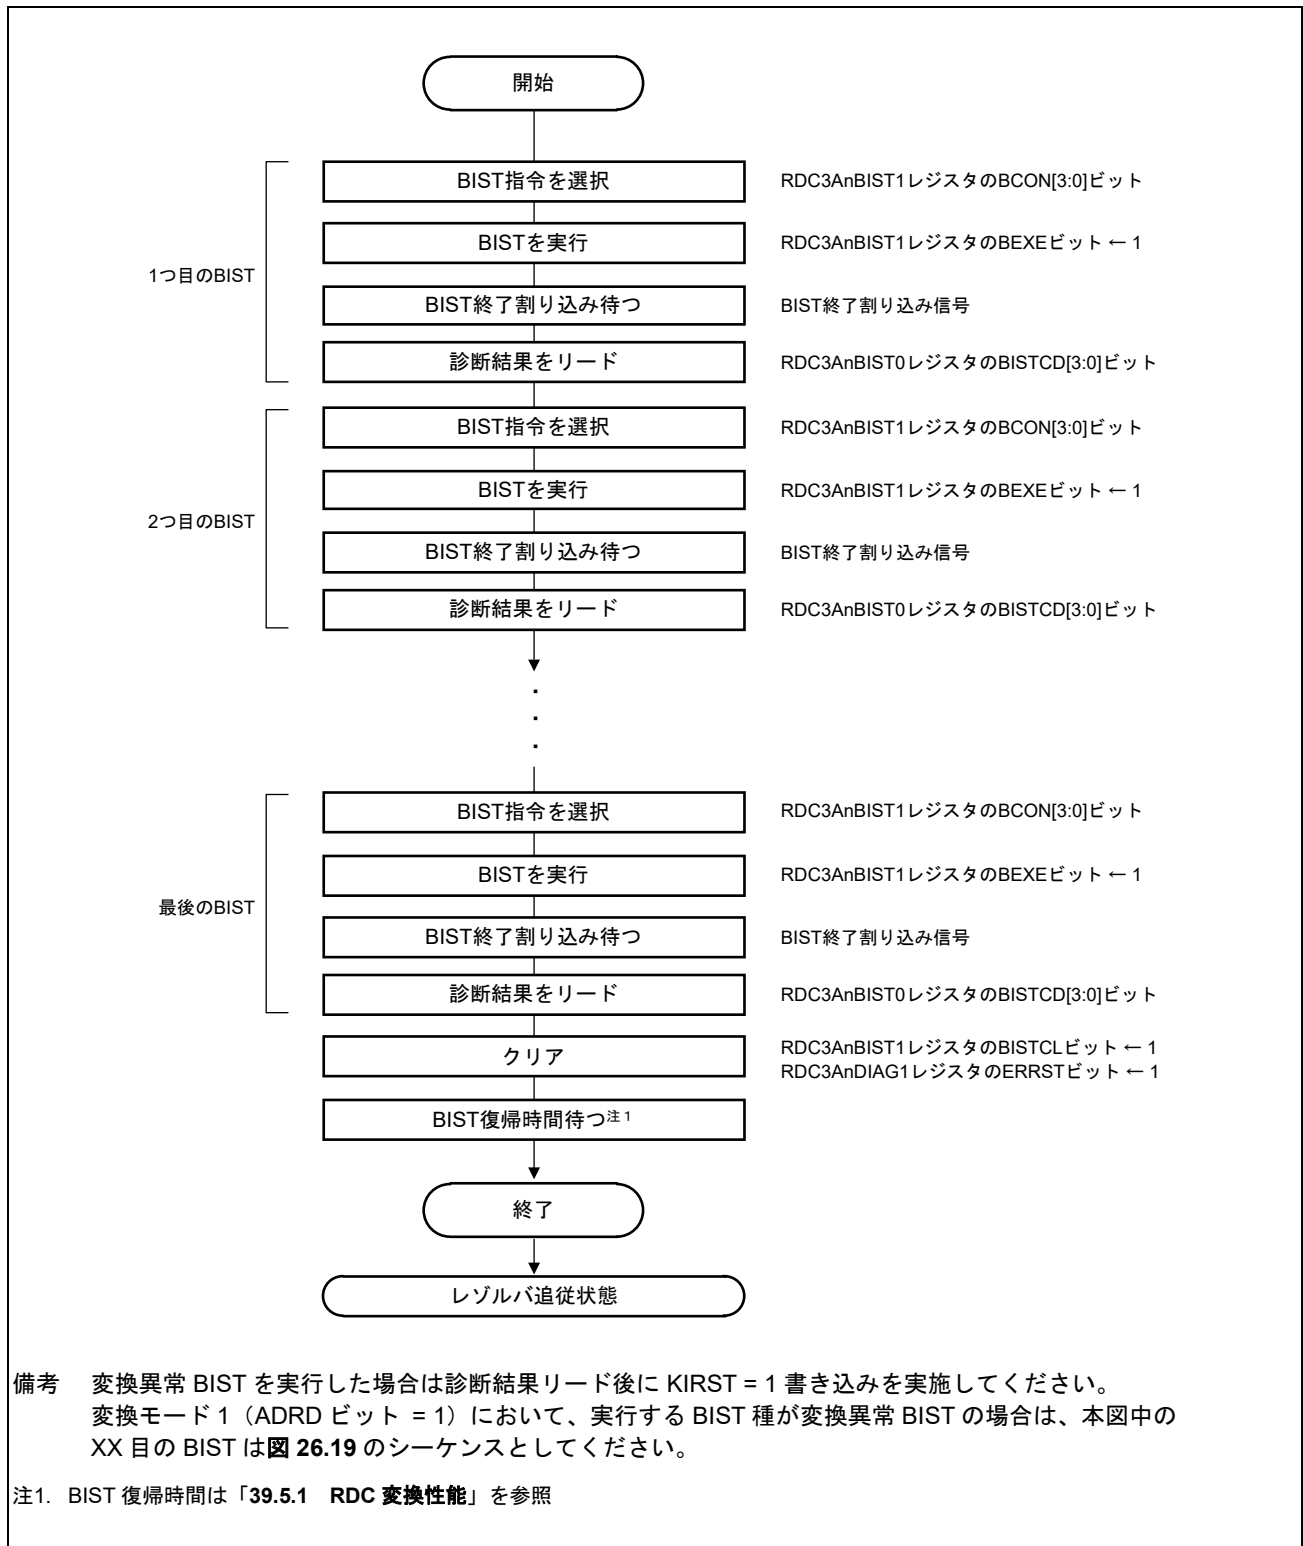 開始
BIST指令を選択
RDC3AnBIST1レジスタのBCON[3:0]ビット
BISTを実行
RDC3AnBIST1レジスタのBEXEビット ← 1
1つ目のBIST
BIST終了割り込み待つ
BIST終了割り込み信号
診断結果をリード
RDC3AnBIST0レジスタのBISTCD[3:0]ビット
BIST指令を選択
RDC3AnBIST1レジスタのBCON[3:0]ビット
BISTを実行
RDC3AnBIST1レジスタのBEXEビット ← 1
2つ目のBIST
BIST終了割り込み待つ
BIST終了割り込み信号
診断結果をリード
RDC3AnBIST0レジスタのBISTCD[3:0]ビット
・
・
・
BIST指令を選択
RDC3AnBIST1レジスタのBCON[3:0]ビット
BISTを実行
RDC3AnBIST1レジスタのBEXEビット ← 1
最後のBIST
BIST終了割り込み待つ
BIST終了割り込み信号
診断結果をリード
RDC3AnBIST0レジスタのBISTCD[3:0]ビット
クリア
RDC3AnBIST1レジスタのBISTCLビット ← 1
RDC3AnDIAG1レジスタのERRSTビット ← 1
BIST復帰時間待つ注1
終了
レゾルバ追従状態
備考 変換異常 BIST を実行した場合は診断結果リード後に KIRST = 1 書き込みを実施してください。
変換モード 1（ADRD ビット = 1）において、実行する BIST 種が変換異常 BIST の場合は、本図中の
XX 目の BIST は図 26.19 のシーケンスとしてください。
注1. BIST 復帰時間は「39.5.1 RDC 変換性能」を参照